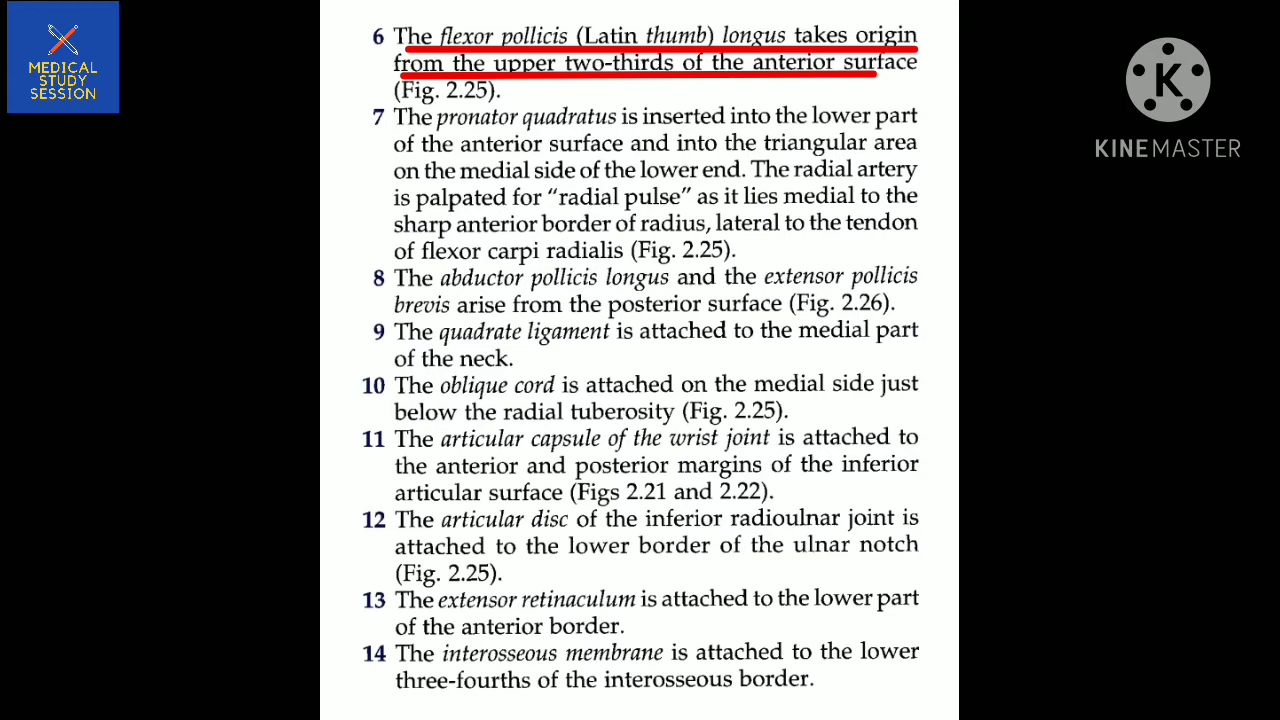 MEDICAL
STUDY
SESSION
6 The flexor pollicis (Latin thumb) longus takes origin
from the upper two-thirds of the anterior surface
(Fig. 2.25).
7 The pronator quadratus is inserted into the lower part
of the anterior surface and into the triangular area
on the medial side of the lower end. The radial artery
is palpated for “radial pulse” as it lies medial to the
sharp anterior border of radius, lateral to the tendon
of flexor carpi radialis (Fig. 2.25).
8 The abductor pollicis longus and the extensor pollicis
brevis arise from the posterior surface (Fig. 2.26).
9 The quadrate ligament is attached to the medial part
of the neck.
10 The oblique cord is attached on the medial side just
below the radial tuberosity (Fig. 2.25).
11 The articular capsule of the wrist joint is attached to
the anterior and posterior margins of the inferior
articular surface (Figs 2.21 and 2.22).
12 The articular disc of the inferior radioulnar joint is
attached to the lower border of the ulnar notch
(Fig. 2.25).
13 The extensor retinaculum is attached to the lower part
of the anterior border.
14 The interosseous membrane is attached to the lower
three-fourths of the interosseous border.
K
KINEMASTER